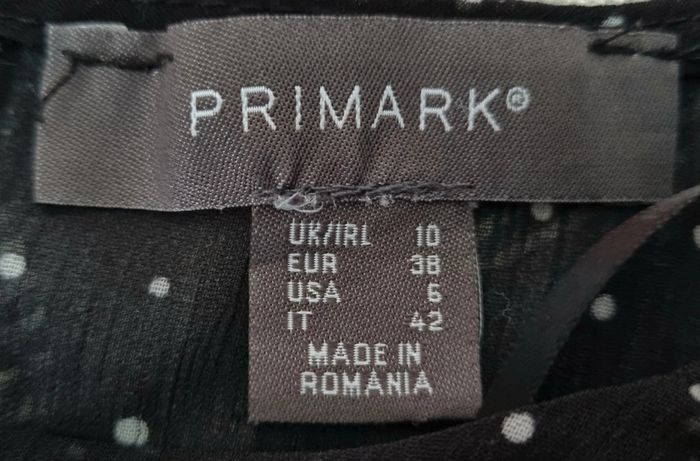 PRIMARK®
UK/IRL 10
EUR 38
USA 6
IT 42
MADE IN
ROMANIA